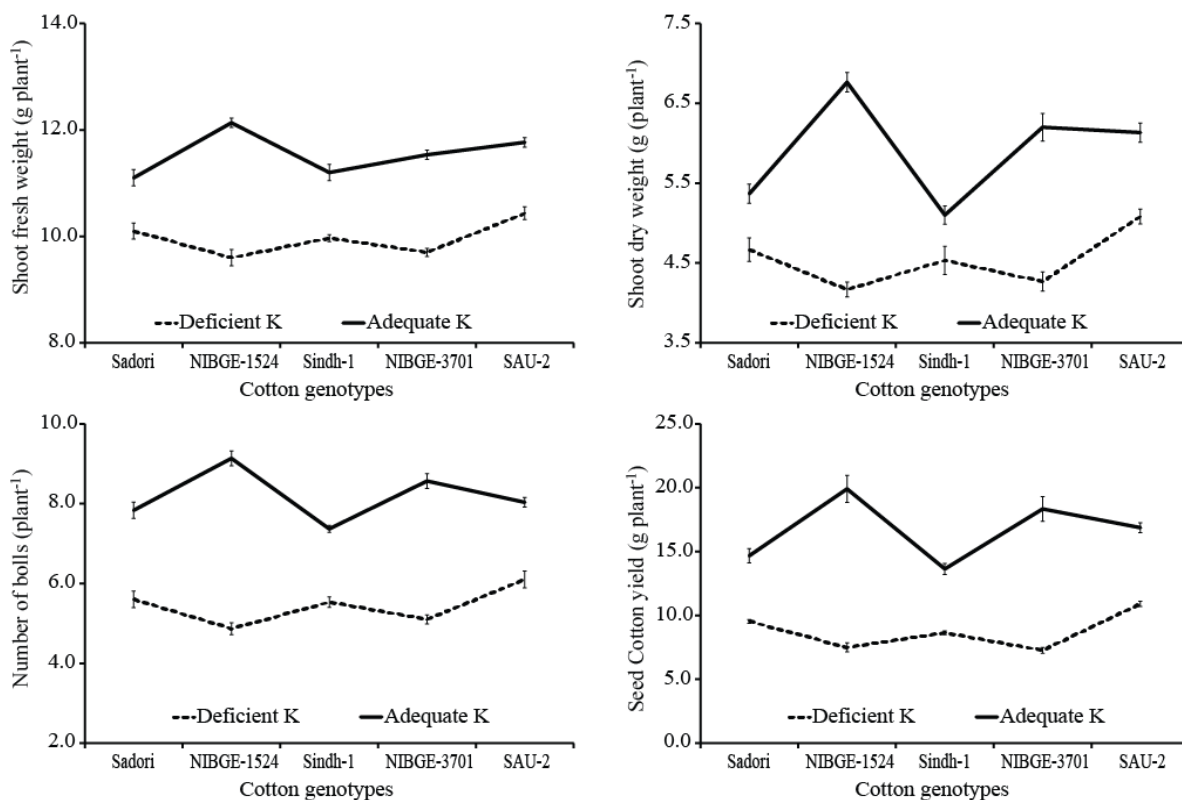 Shoot fresh weight (g plant⁻¹)
14.0
12.0
10.0
8.0
Deficient K Adequate K
Sadori NIBGE-1524 Sindh-1 NIBGE-3701 SAU-2
Cotton genotypes
Shoot dry weight (g (plant⁻¹)
7.5
6.5
5.5
4.5
3.5
Deficient K Adequate K
Sadori NIBGE-1524 Sindh-1 NIBGE-3701 SAU-2
Cotton genotypes
Number of bolls (plant⁻¹)
10.0
8.0
6.0
4.0
2.0
Deficient K Adequate K
Sadori NIBGE-1524 Sindh-1 NIBGE-3701 SAU-2
Cotton genotypes
Seed Cotton yield (g plant⁻¹)
25.0
20.0
15.0
10.0
5.0
0.0
Deficient K Adequate K
Sadori NIBGE-1524 Sindh-1 NIBGE-3701 SAU-2
Cotton genotypes